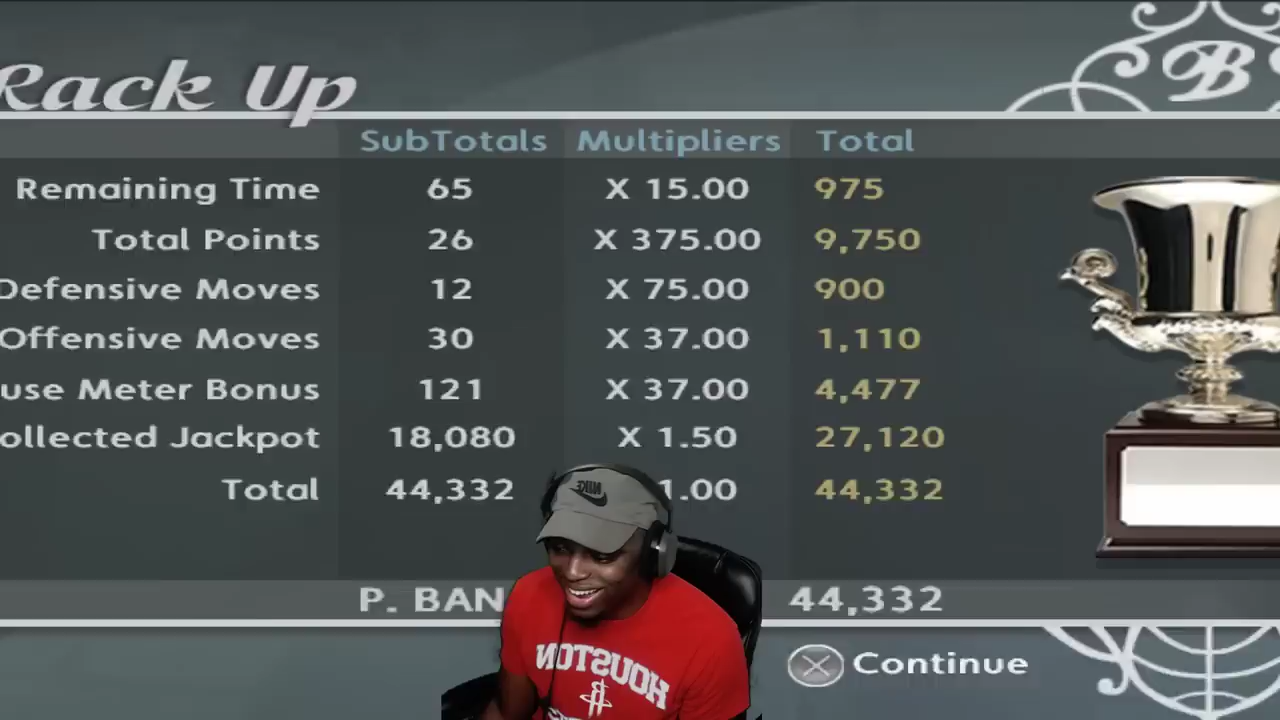 Rack Up
SubTotals Multipliers Total
Remaining Time 65 X 15.00 975
Total Points 26 X 375.00 9,750
Defensive Moves 12 X 75.00 900
Offensive Moves 30 X 37.00 1,110
use Meter Bonus 121 X 37.00 4,477
ollected Jackpot 18,080 X 1.50 27,120
Total 44,332 1.00 44,332
P. BAN 44,332
Continue
B
NIKE
HOUSTON